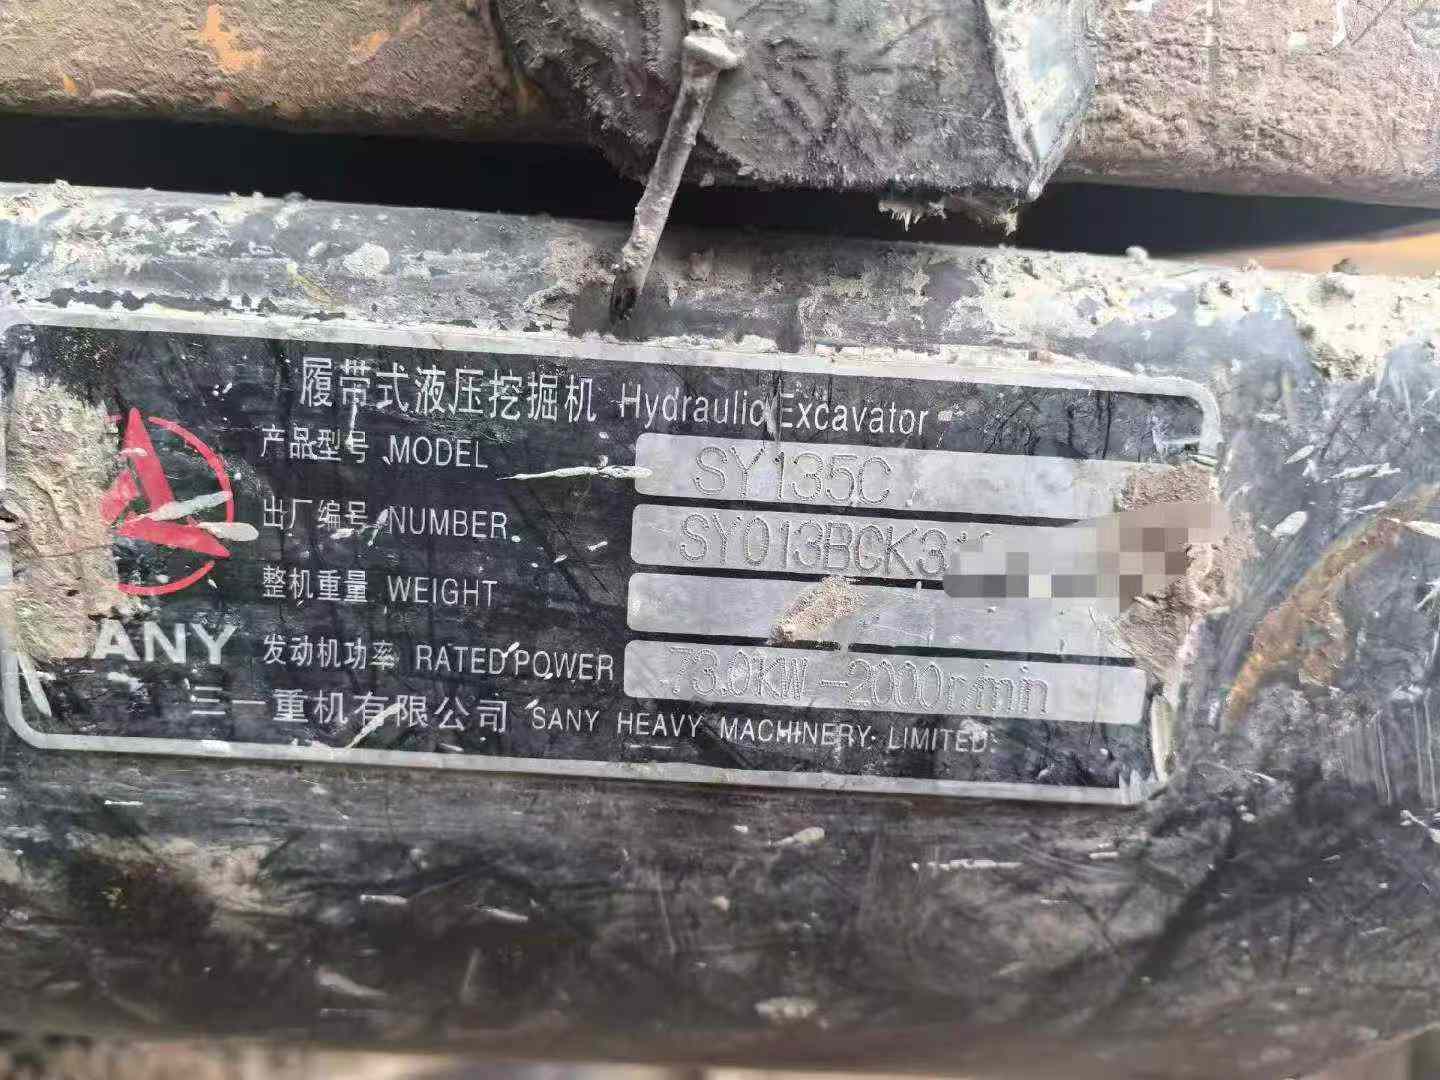 履带式液压挖掘机 Hydraulic Excavator
产品型号 MODEL SY135C
出厂编号 NUMBER SY013BCK3
整机重量 WEIGHT
发动机功率 RATED POWER 73.0KW-2000r/min
ANY
三一重机有限公司 SANY HEAVY MACHINERY LIMITED.